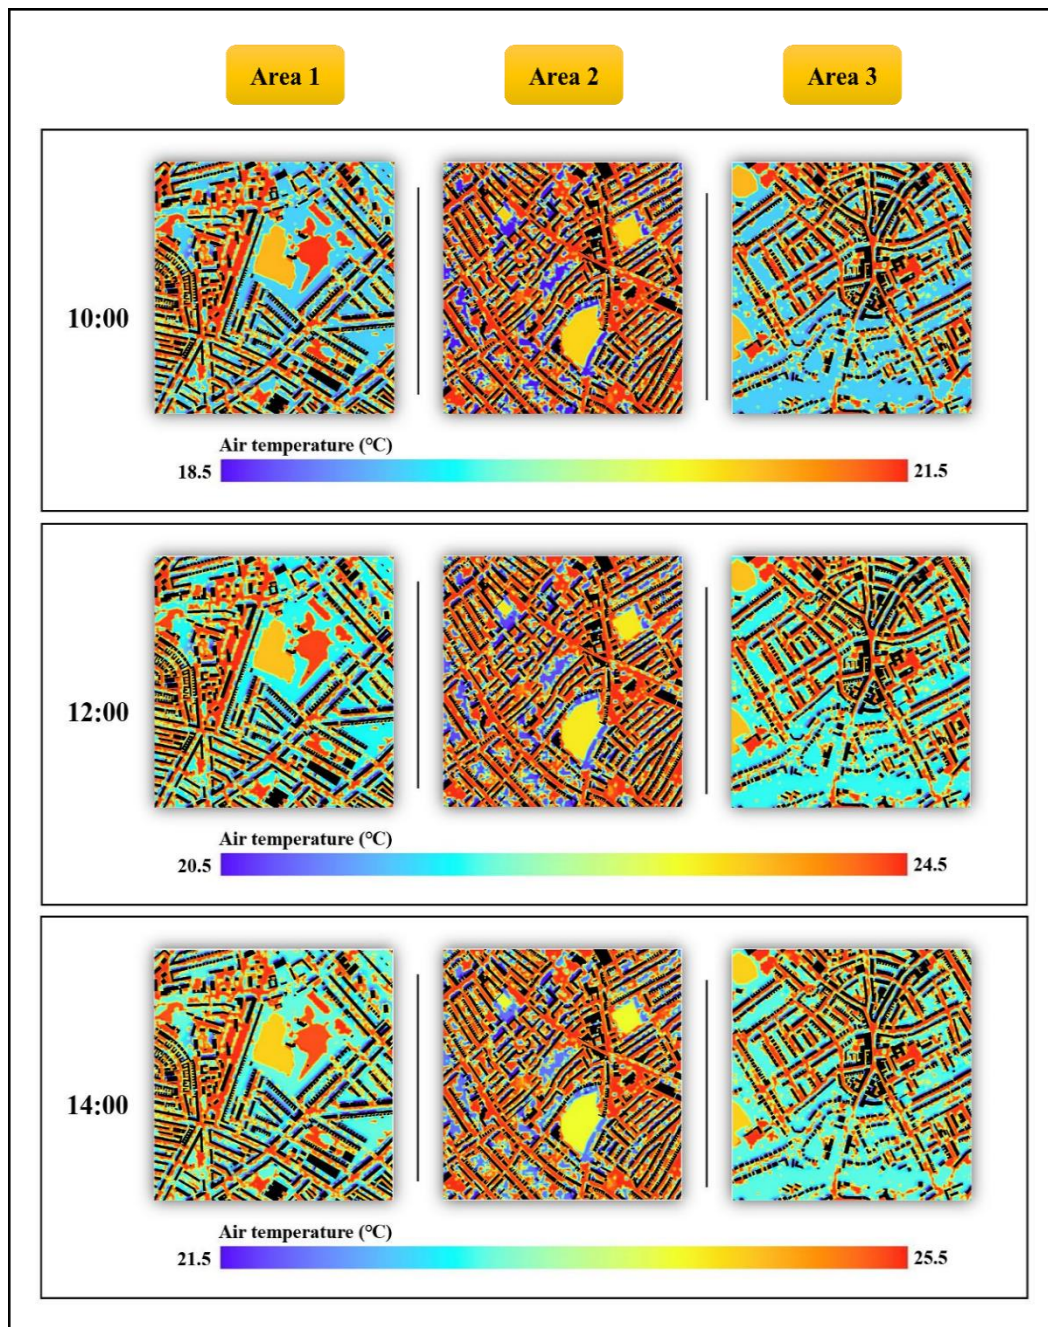 Area 1 Area 2 Area 3
10:00
Air temperature (℃)
18.5 21.5
12:00
Air temperature (℃)
20.5 24.5
14:00
Air temperature (℃)
21.5 25.5